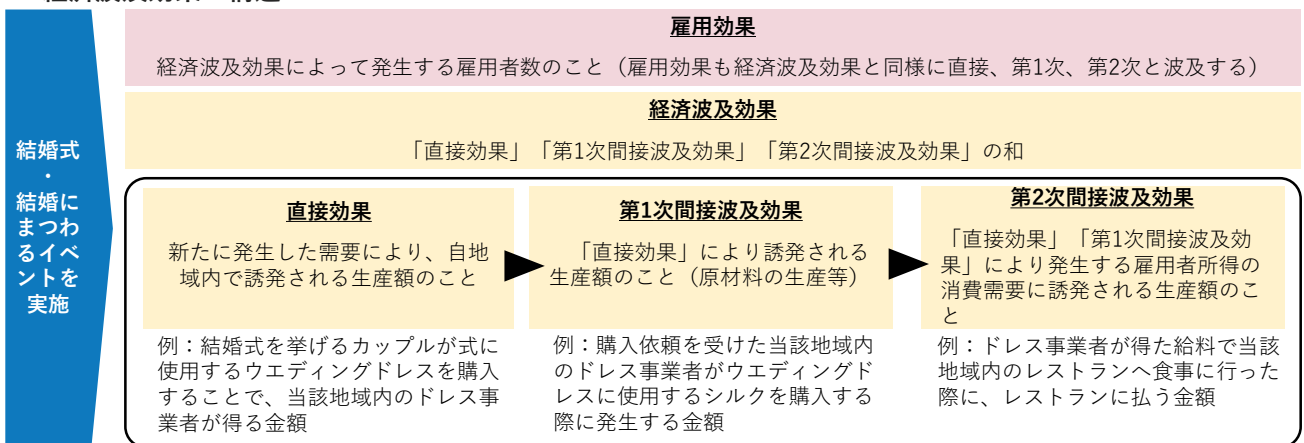 雇用効果
経済波及効果によって発生する雇用者数のこと（雇用効果も経済波及効果と同様に直接、第1次、第2次と波及する）
経済波及効果
「直接効果」「第1次間接波及効果」「第2次間接波及効果」の和
結婚式
・
結婚に
まつわ
るイベ
ントを
実施
直接効果
新たに発生した需要により、自地
域内で誘発される生産額のこと
例：結婚式を挙げるカップルが式に
使用するウエディングドレスを購入
することで、当該地域内のドレス事
業者が得る金額
第1次間接波及効果
「直接効果」により誘発される
生産額のこと（原材料の生産等）
例：購入依頼を受けた当該地域内
のドレス事業者がウエディングド
レスに使用するシルクを購入する
際に発生する金額
第2次間接波及効果
「直接効果」「第1次間接波及効
果」により発生する雇用者所得の
消費需要に誘発される生産額のこ
と
例：ドレス事業者が得た給料で当該
地域内のレストランへ食事に行った
際に、レストランに払う金額